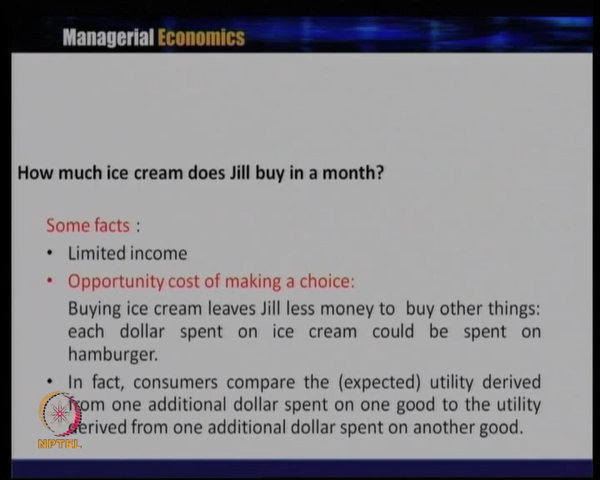 Managerial Economics
How much ice cream does Jill buy in a month?
Some facts :
• Limited income
• Opportunity cost of making a choice:
Buying ice cream leaves Jill less money to buy other things:
each dollar spent on ice cream could be spent on
hamburger.
• In fact, consumers compare the (expected) utility derived
from one additional dollar spent on one good to the utility
derived from one additional dollar spent on another good.
NPTEL